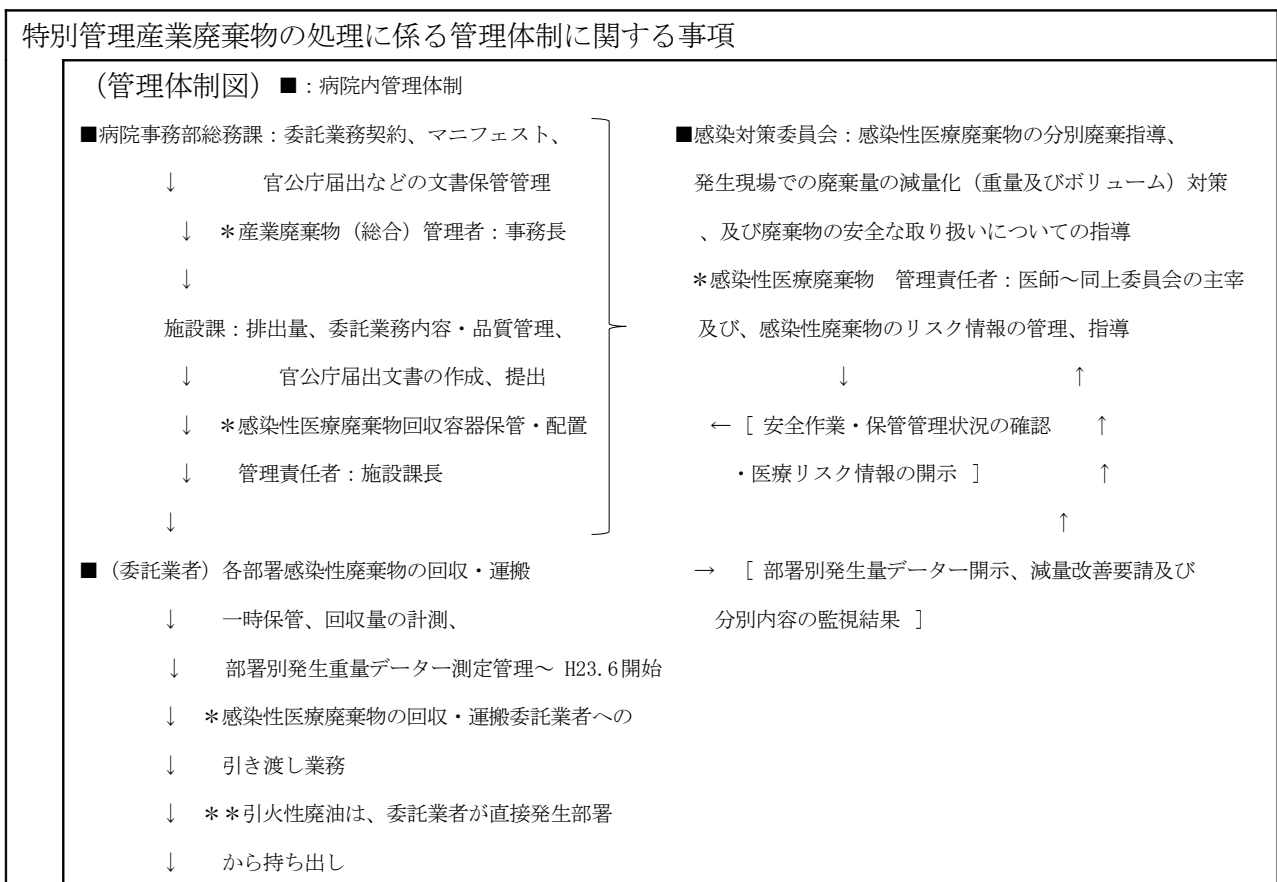 特別管理産業廃棄物の処理に係る管理体制に関する事項
（管理体制図）■：病院内管理体制
■病院事務部総務課：委託業務契約、マニフェスト、
↓　官公庁届出などの文書保管管理
↓　＊産業廃棄物（総合）管理者：事務長
↓
施設課：排出量、委託業務内容・品質管理、
↓　官公庁届出文書の作成、提出
↓　＊感染性医療廃棄物回収容器保管・配置
↓　管理責任者：施設課長
↓
■感染対策委員会：感染性医療廃棄物の分別廃棄指導、
発生現場での廃棄量の減量化（重量及びボリューム）対策
、及び廃棄物の安全な取り扱いについての指導
＊感染性医療廃棄物　管理責任者：医師～同上委員会の主宰
及び、感染性廃棄物のリスク情報の管理、指導
↓　↑
←［ 安全作業・保管管理状況の確認　↑
・医療リスク情報の開示 ］　↑
↑
■（委託業者）各部署感染性廃棄物の回収・運搬
↓　一時保管、回収量の計測、
↓　部署別発生重量データー測定管理～ H23.6開始
↓　＊感染性医療廃棄物の回収・運搬委託業者への
↓　引き渡し業務
↓　＊＊引火性廃油は、委託業者が直接発生部署
↓　から持ち出し
→　［ 部署別発生量データー開示、減量改善要請及び
分別内容の監視結果 ］